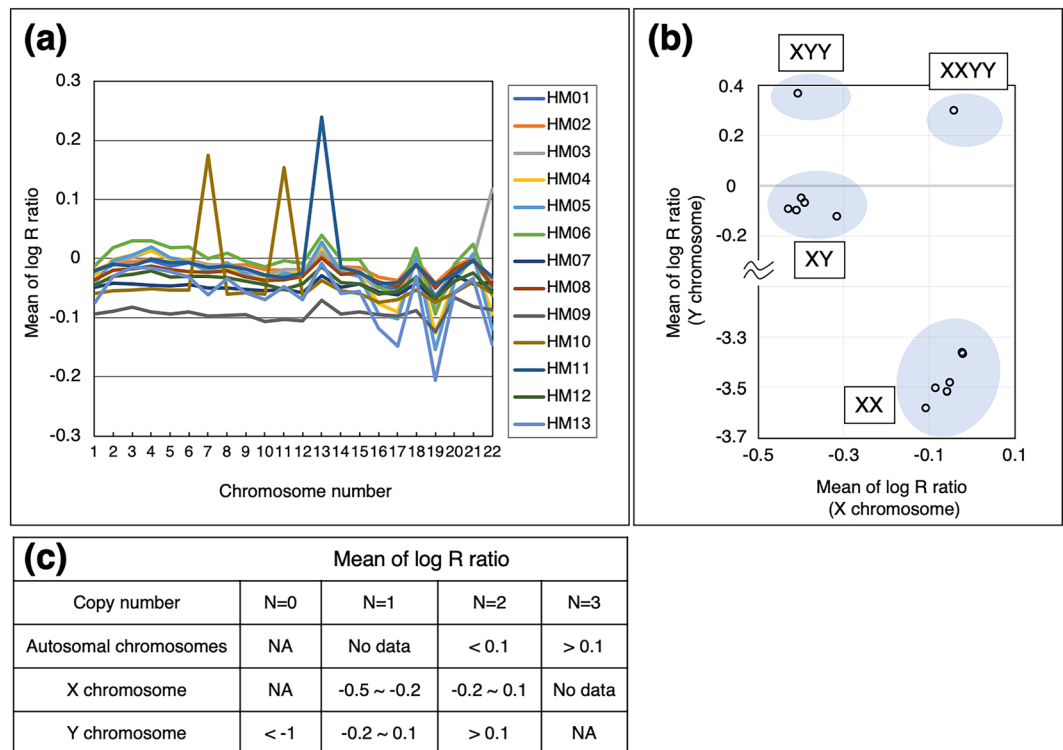 (a)
0.3
0.2
0.1
0
-0.1
-0.2
-0.3
Mean of log R ratio
1 2 3 4 5 6 7 8 9 10 11 12 13 14 15 16 17 18 19 20 21 22
Chromosome number
HM01
HM02
HM03
HM04
HM05
HM06
HM07
HM08
HM09
HM10
HM11
HM12
HM13
(b)
XYY
XXYY
XY
XX
0.4
0.2
0
-0.2
-3.3
-3.5
-3.7
Mean of log R ratio
(Y chromosome)
-0.5 -0.3 -0.1 0.1
Mean of log R ratio
(X chromosome)
(c) Mean of log R ratio
Copy number N=0 N=1 N=2 N=3
Autosomal chromosomes NA No data < 0.1 > 0.1
X chromosome NA -0.5 ~ -0.2 -0.2 ~ 0.1 No data
Y chromosome < -1 -0.2 ~ 0.1 > 0.1 NA